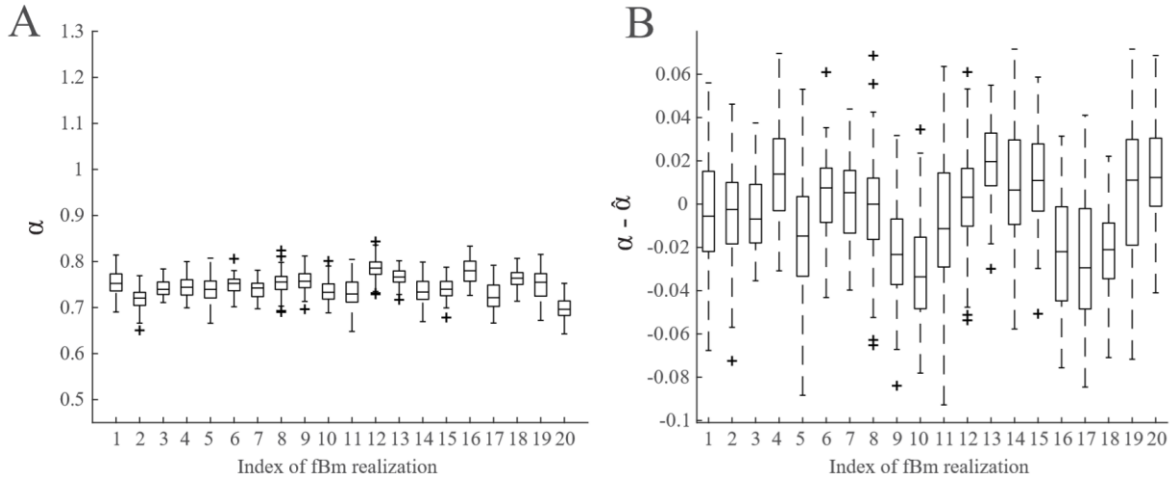 A
1.3
1.2
1.1
1
0.9
0.8
0.7
0.6
0.5
α
1 2 3 4 5 6 7 8 9 10 11 12 13 14 15 16 17 18 19 20
Index of fBm realization
B
0.06
0.04
0.02
0
-0.02
-0.04
-0.06
-0.08
-0.1
α - α̂
1 2 3 4 5 6 7 8 9 10 11 12 13 14 15 16 17 18 19 20
Index of fBm realization